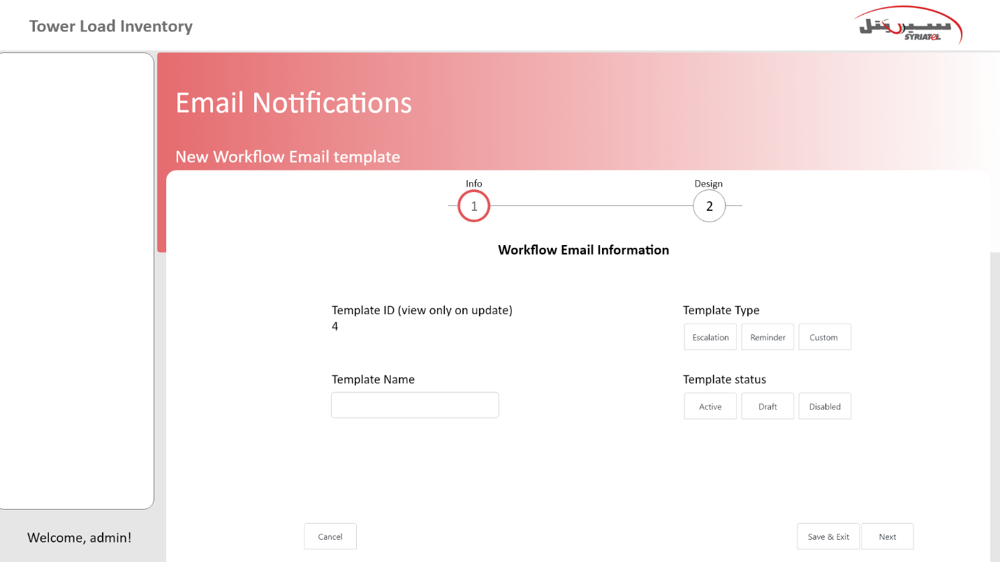 Tower Load Inventory
سيريتل
SYRIATEL
Email Notifications
New Workflow Email template
Info
Design
1
2
Workflow Email Information
Template ID (view only on update)
4
Template Type
Escalation
Reminder
Custom
Template Name
Template status
Active
Draft
Disabled
Welcome, admin!
Cancel
Save & Exit
Next